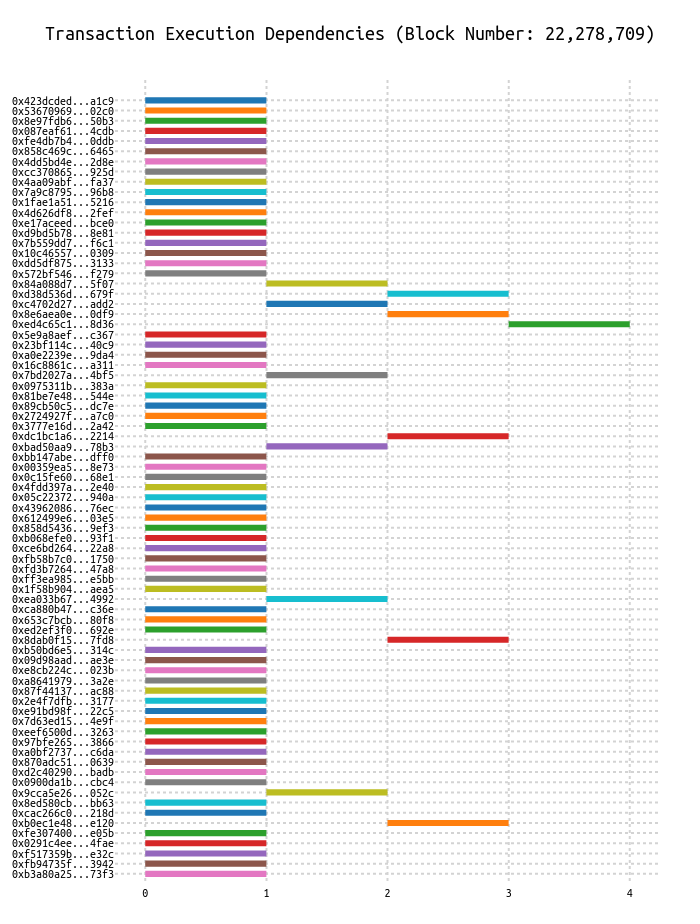 Transaction Execution Dependencies (Block Number: 22,278,709)
0x423dcded...a1c9
0x53670969...02c0
0x8e97fdb6...50b3
0x087eaf61...4cdb
0xfe4db7b4...0ddb
0x858c469c...6465
0x4dd5bd4e...2d8e
0xcc370865...925d
0x4aa09abf...fa37
0x7a9c8795...96b8
0x1fae1a51...5216
0x4d626df8...2fef
0xe17aceed...bce0
0xd9bd5b78...8e81
0x7b559dd7...f6c1
0x10c46557...0309
0xdd5df875...3133
0x572bf546...f279
0x84a088d7...5f07
0xd38d536d...679f
0xc4702d27...add2
0x8e6aea0e...0df9
0xed4c65c1...8d36
0x5e9a8aef...c367
0x23bf114c...40c9
0xa0e2239e...9da4
0x16c8861c...a311
0x7bd2027a...4bf5
0x0975311b...383a
0x81be7e48...544e
0x89cb50c5...dc7e
0x2724927f...a7c0
0x3777e16d...2a42
0xdc1bc1a6...2214
0xbad50aa9...78b3
0xbb147abe...dff0
0x00359ea5...8e73
0x0c15fe60...68e1
0x4fdd397a...2e40
0x05c22372...940a
0x43962086...76ec
0x612499e6...03e5
0x858d5436...9ef3
0xb068efe0...93f1
0xce6bd264...22a8
0xfb58b7c0...1750
0xfd3b7264...47a8
0xff3ea985...e5bb
0x1f58b904...aea5
0xea033b67...4992
0xca880b47...c36e
0x653c7bcb...80f8
0xed2ef3f0...692e
0x8dab0f15...7fd8
0xb50bd6e5...314c
0x09d98aad...ae3e
0xe8cb224c...023b
0xa8641979...3a2e
0x87f44137...ac88
0x2e4f7dfb...3177
0xe91bd98f...22c5
0x7d63ed15...4e9f
0xeef6500d...3263
0x97bfe265...3866
0xa0bf2737...c6da
0x870adc51...0639
0xd2c40290...badb
0x0900da1b...cbc4
0x9cca5e26...052c
0x8ed580cb...bb63
0xcac266c0...218d
0xb0ec1e48...e120
0xfe307400...e05b
0x0291c4ee...4fae
0xf517359b...e32c
0xfb94735f...3942
0xb3a80a25...73f3
0 1 2 3 4